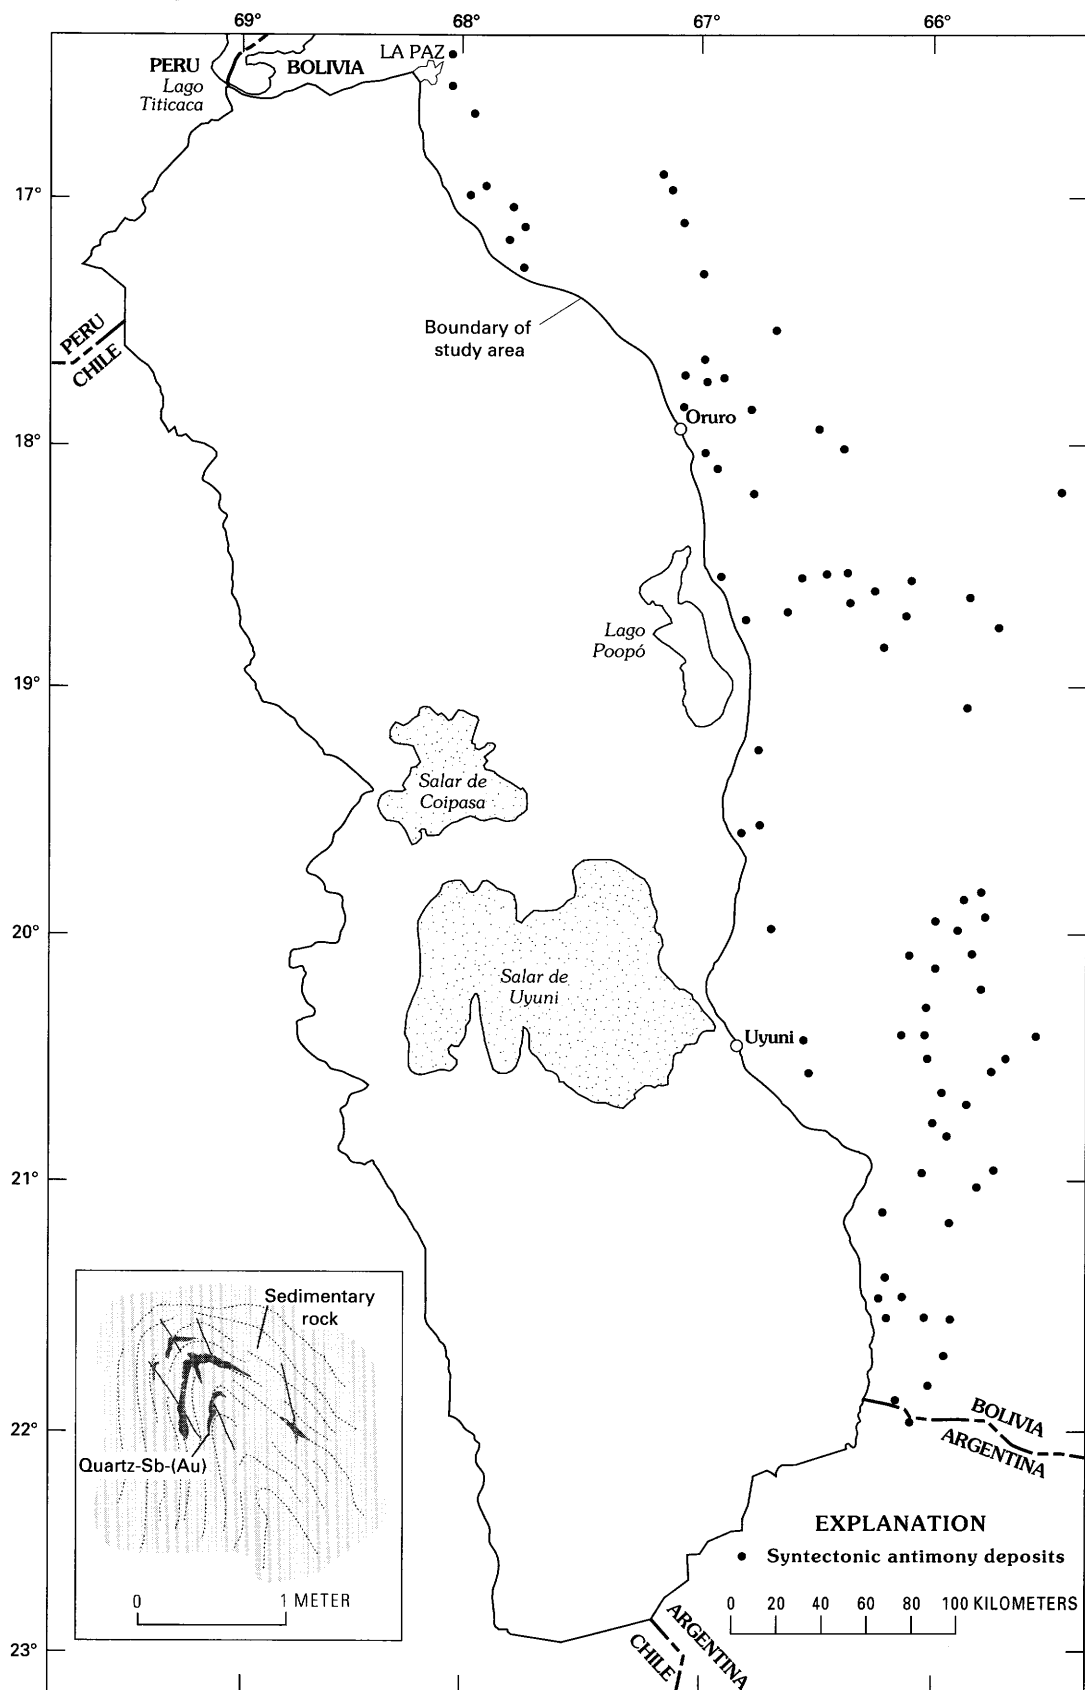 69°
68°
67°
66°
LA PAZ
PERU
BOLIVIA
Lago
Titicaca
17°
Boundary of
study area
PERU
CHILE
Oruro
18°
Lago
Poopó
19°
Salar de
Coipasa
20°
Salar de
Uyuni
Uyuni
21°
Sedimentary
rock
22°
BOLIVIA
ARGENTINA
Quartz-Sb-(Au)
EXPLANATION
Syntectonic antimony deposits
0 1 METER
0 20 40 60 80 100 KILOMETERS
ARGENTINA
CHILE
23°